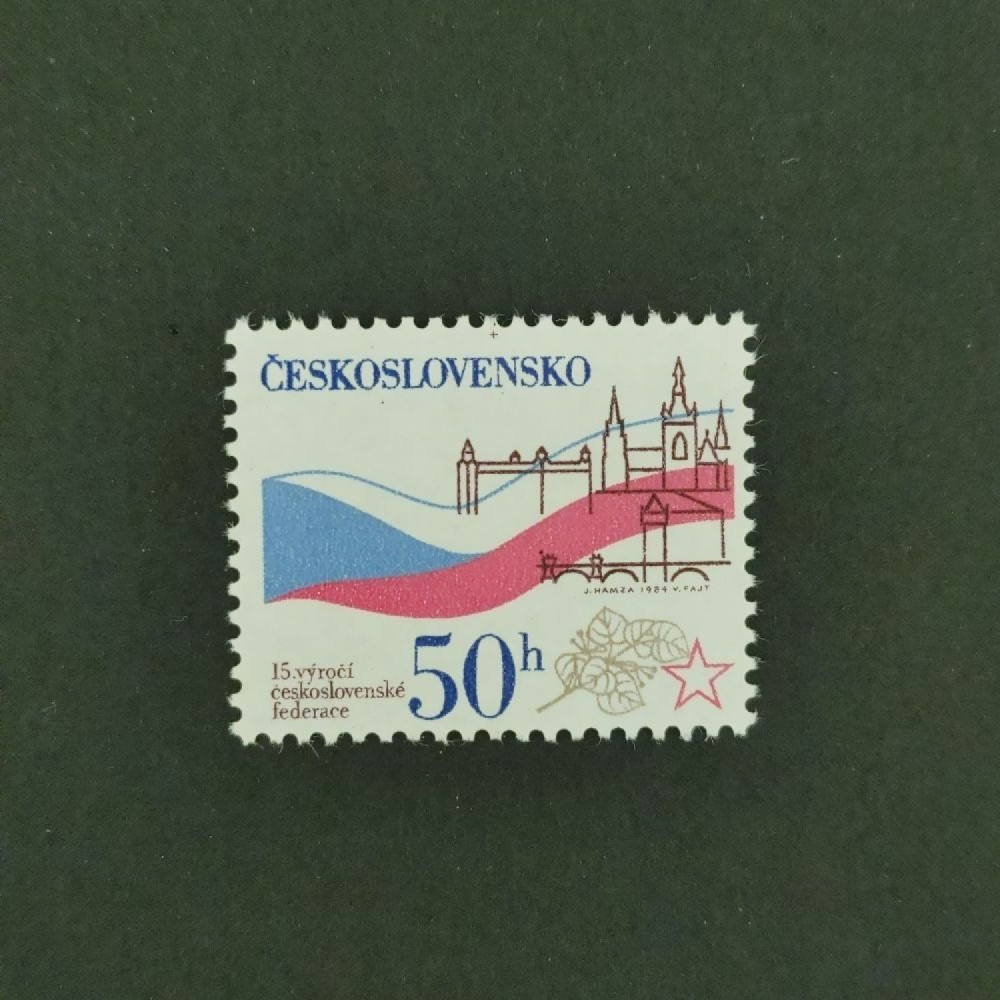 ČESKOSLOVENSKO
J. HAMZA 1984 V. FAJT
15. výročí
československé
federace
50h